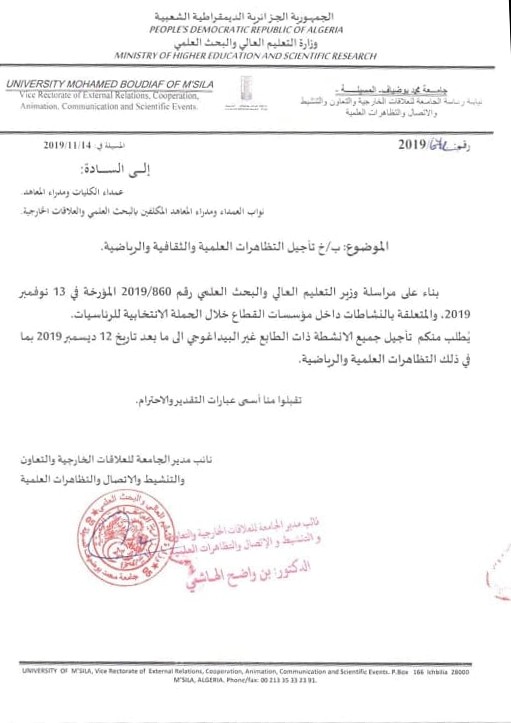 الجمهورية الجزائرية الديمقراطية الشعبية
PEOPLE'S DEMOCRATIC REPUBLIC OF ALGERIA
وزارة التعليم العالي والبحث العلمي
MINISTRY OF HIGHER EDUCATION AND SCIENTIFIC RESEARCH
UNIVERSITY MOHAMED BOUDIAF OF M'SILA
Vice Rectorate of External Relations, Cooperation,
Animation, Communication and Scientific Events.
جامعة محمد بوضياف - المسيلة -
نيابة رئاسة الجامعة للعلاقات الخارجية والتعاون والتنشيط
والاتصال والتظاهرات العلمية
رقم: /2019
المسيلة في: 2019/11/14
إلى السادة:
عمداء الكليات ومدراء المعاهد.
نواب العمداء ومدراء المعاهد المكلفين بالبحث العلمي والعلاقات الخارجية.
الموضوع: ب/خ تأجيل التظاهرات العلمية والثقافية والرياضية.
بناء على مراسلة وزير التعليم العالي والبحث العلمي رقم 2019/860 المؤرخة في 13 نوفمبر
2019، والمتعلقة بالنشاطات داخل مؤسسات القطاع خلال الحملة الانتخابية للرئاسيات.
يُطلب منكم تأجيل جميع الانشطة ذات الطابع غير البيداغوجي الى ما بعد تاريخ 12 ديسمبر 2019 بما
في ذلك التظاهرات العلمية والرياضية.
تقبلوا منا أسمى عبارات التقدير والاحترام.
نائب مدير الجامعة للعلاقات الخارجية والتعاون
والتنشيط والاتصال والتظاهرات العلمية
نائب مدير الجامعة للعلاقات الخارجية والتعاون
و التنشيط و الإتصال والتظاهرات العلمية
الدكتور: بن واضح الهاشمي
جامعة محمد بوضياف
UNIVERSITY OF M'SILA, Vice Rectorate of External Relations, Cooperation, Animation, Communication and Scientific Events. P.Box 166 Ichbilia 28000
M'SILA, ALGERIA. Phone/fax: 00 213 35 33 33 91.